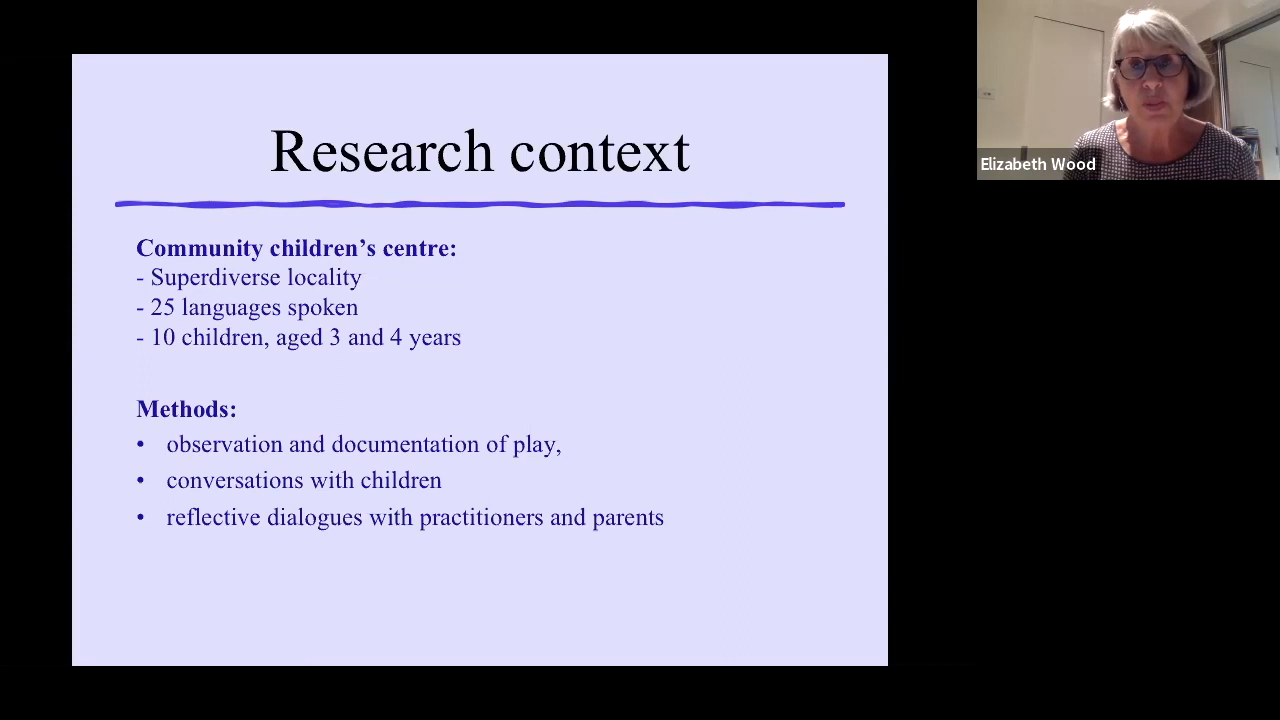 Research context
Community children’s centre:
- Superdiverse locality
- 25 languages spoken
- 10 children, aged 3 and 4 years
Methods:
• observation and documentation of play,
• conversations with children
• reflective dialogues with practitioners and parents
Elizabeth Wood